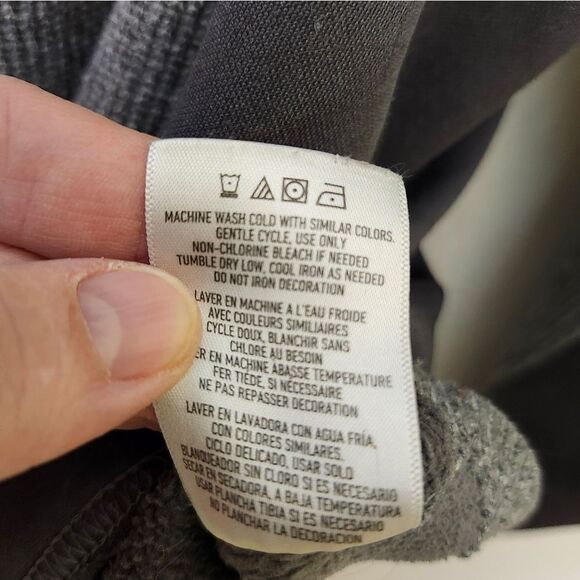 MACHINE WASH COLD WITH SIMILAR COLORS.
GENTLE CYCLE, USE ONLY
NON-CHLORINE BLEACH IF NEEDED
TUMBLE DRY LOW, COOL IRON AS NEEDED
DO NOT IRON DECORATION
LAVER EN MACHINE A L'EAU FROIDE
AVEC COULEURS SIMILIAIRES
CYCLE DOUX, BLANCHIR SANS
CHLORE AU BESOIN
ER EN MACHINE ABASSE TEMPERATURE
FER TIEDE, SI NÉCESSAIRE
NE PAS REPASSER DECORATION
LAVER EN LAVADORA CON AGUA FRÍA,
CON COLORES SIMILARES.
CICLO DELICADO, USAR SOLO
BLANQUEADOR SIN CLORO SI ES NECESARIO
SECAR EN SECADORA, A BAJA TEMPERATURA
USAR PLANCHA TIBIA SI ES NECESARIO
NO PLANCHAR LA DECORACION